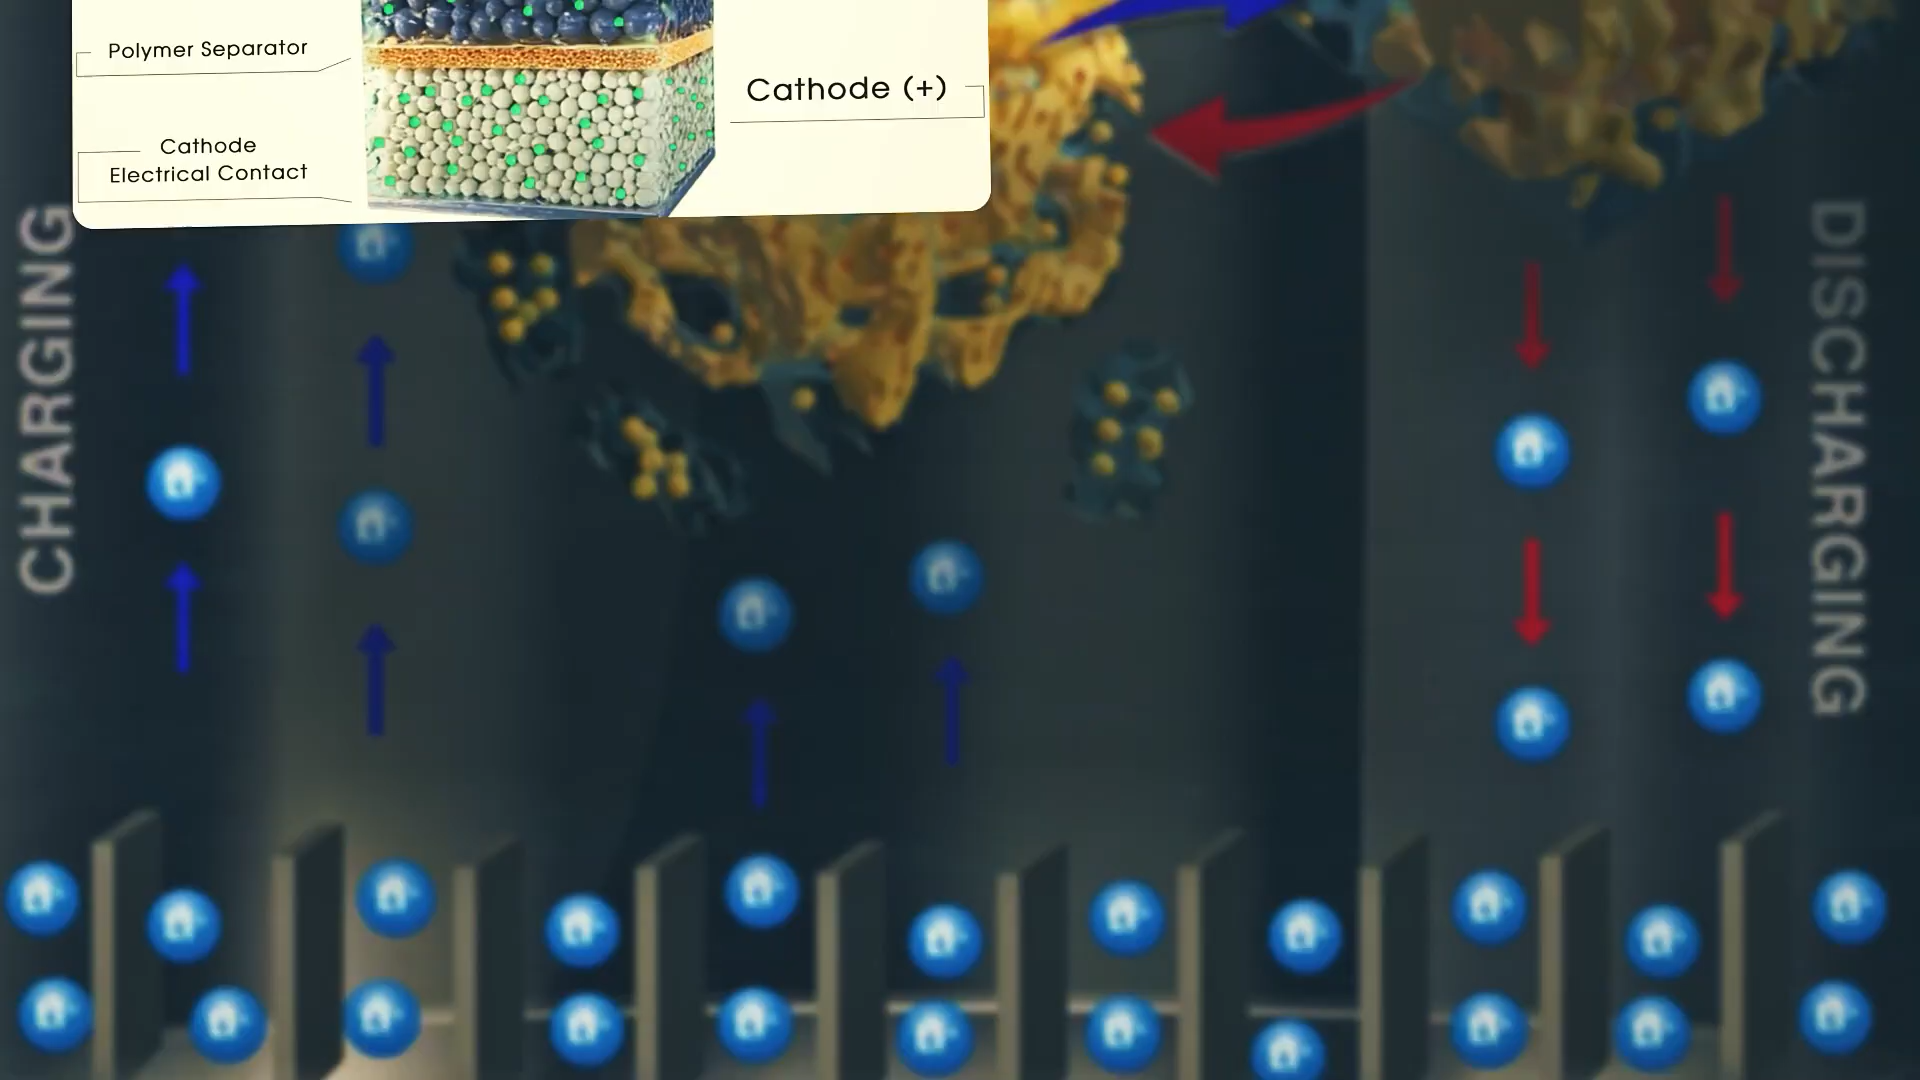 Polymer Separator
Cathode
Electrical Contact
Cathode (+)
CHARGING
DISCHARGING